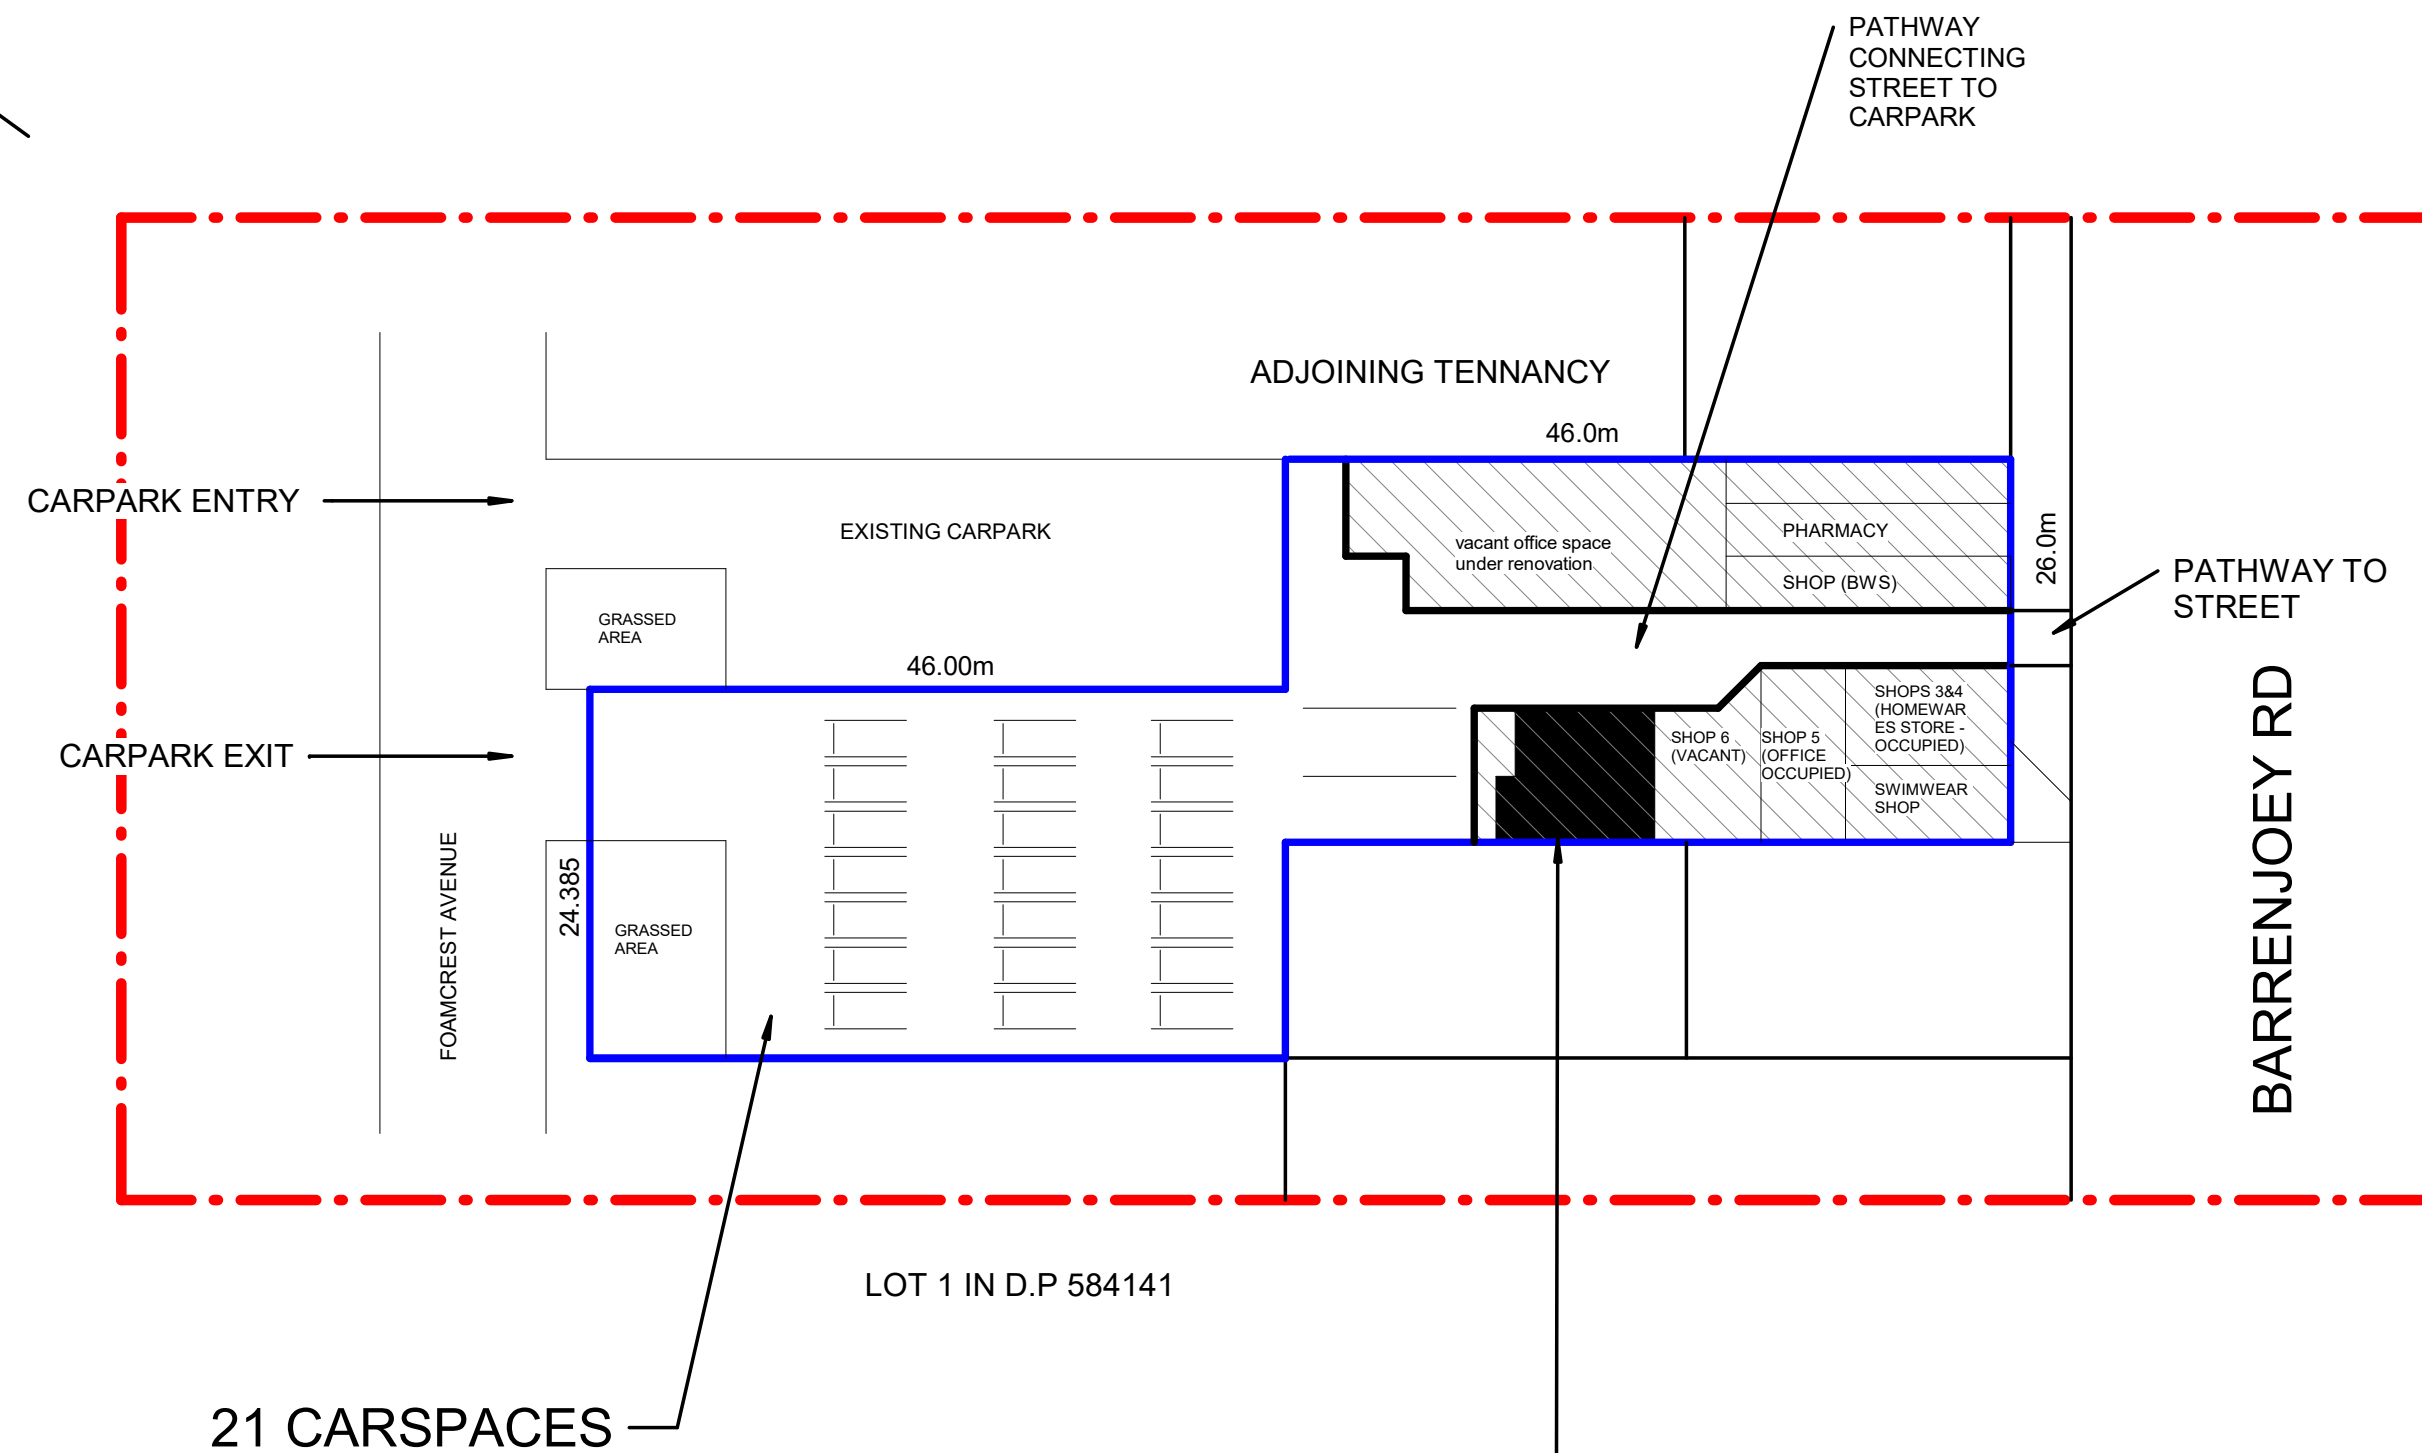 PATHWAY
CONNECTING
STREET TO
CARPARK
ADJOINING TENNANCY
46.0m
CARPARK ENTRY
EXISTING CARPARK
vacant office space
under renovation
PHARMACY
SHOP (BWS)
26.0m
PATHWAY TO
STREET
GRASSED
AREA
46.00m
CARPARK EXIT
SHOP 6
(VACANT)
SHOP 5
(OFFICE
OCCUPIED)
SHOPS 3&4
(HOMEWAR
ES STORE -
OCCUPIED)
SWIMWEAR
SHOP
BARRENJOEY RD
FOAMCREST AVENUE
24.385
GRASSED
AREA
LOT 1 IN D.P 584141
21 CARSPACES